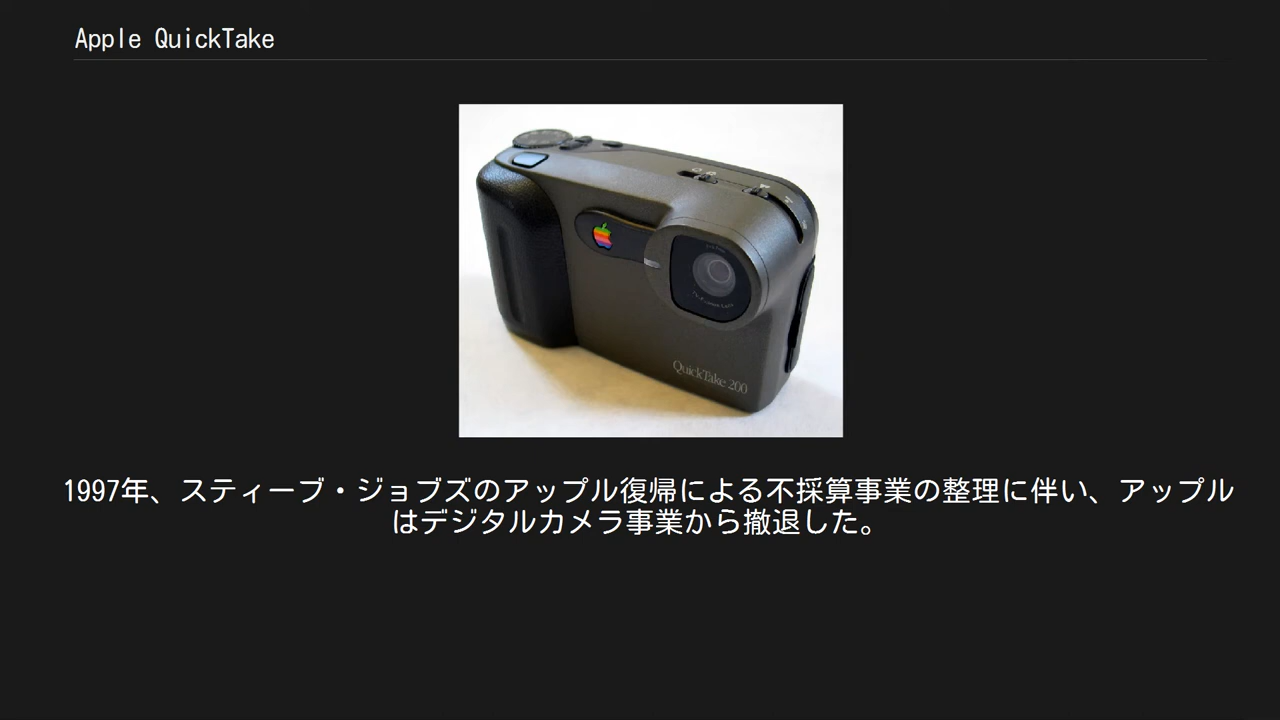 Apple QuickTake
QuickTake 200
1997年、スティーブ・ジョブズのアップル復帰による不採算事業の整理に伴い、アップル
はデジタルカメラ事業から撤退した。